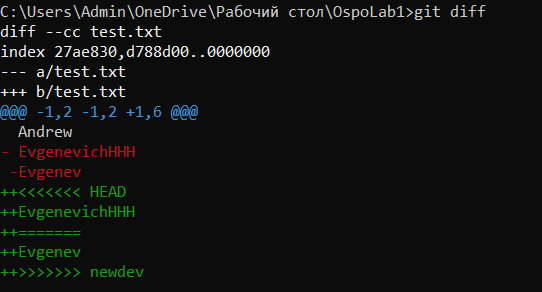 C:\Users\Admin\OneDrive\Рабочий стол\OspoLab1>git diff
diff --cc test.txt
index 27ae830,d788d00..0000000
--- a/test.txt
+++ b/test.txt
@@@ -1,2 -1,2 +1,6 @@@
  Andrew
- EvgenevichHHH
 -Evgenev
++<<<<<<< HEAD
++EvgenevichHHH
++=======
++Evgenev
++>>>>>>> newdev